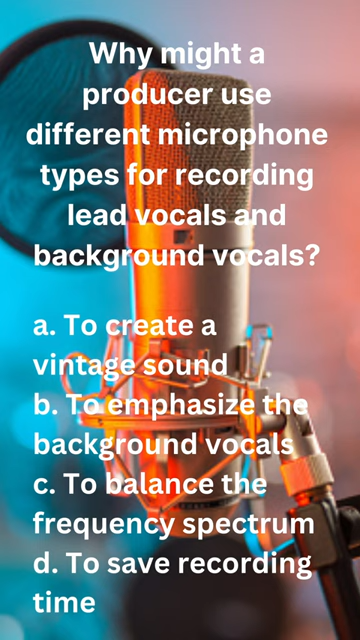 Why might a
producer use
different microphone
types for recording
lead vocals and
background vocals?
a. To create a
vintage sound
b. To emphasize the
background vocals
c. To balance the
frequency spectrum
d. To save recording
time